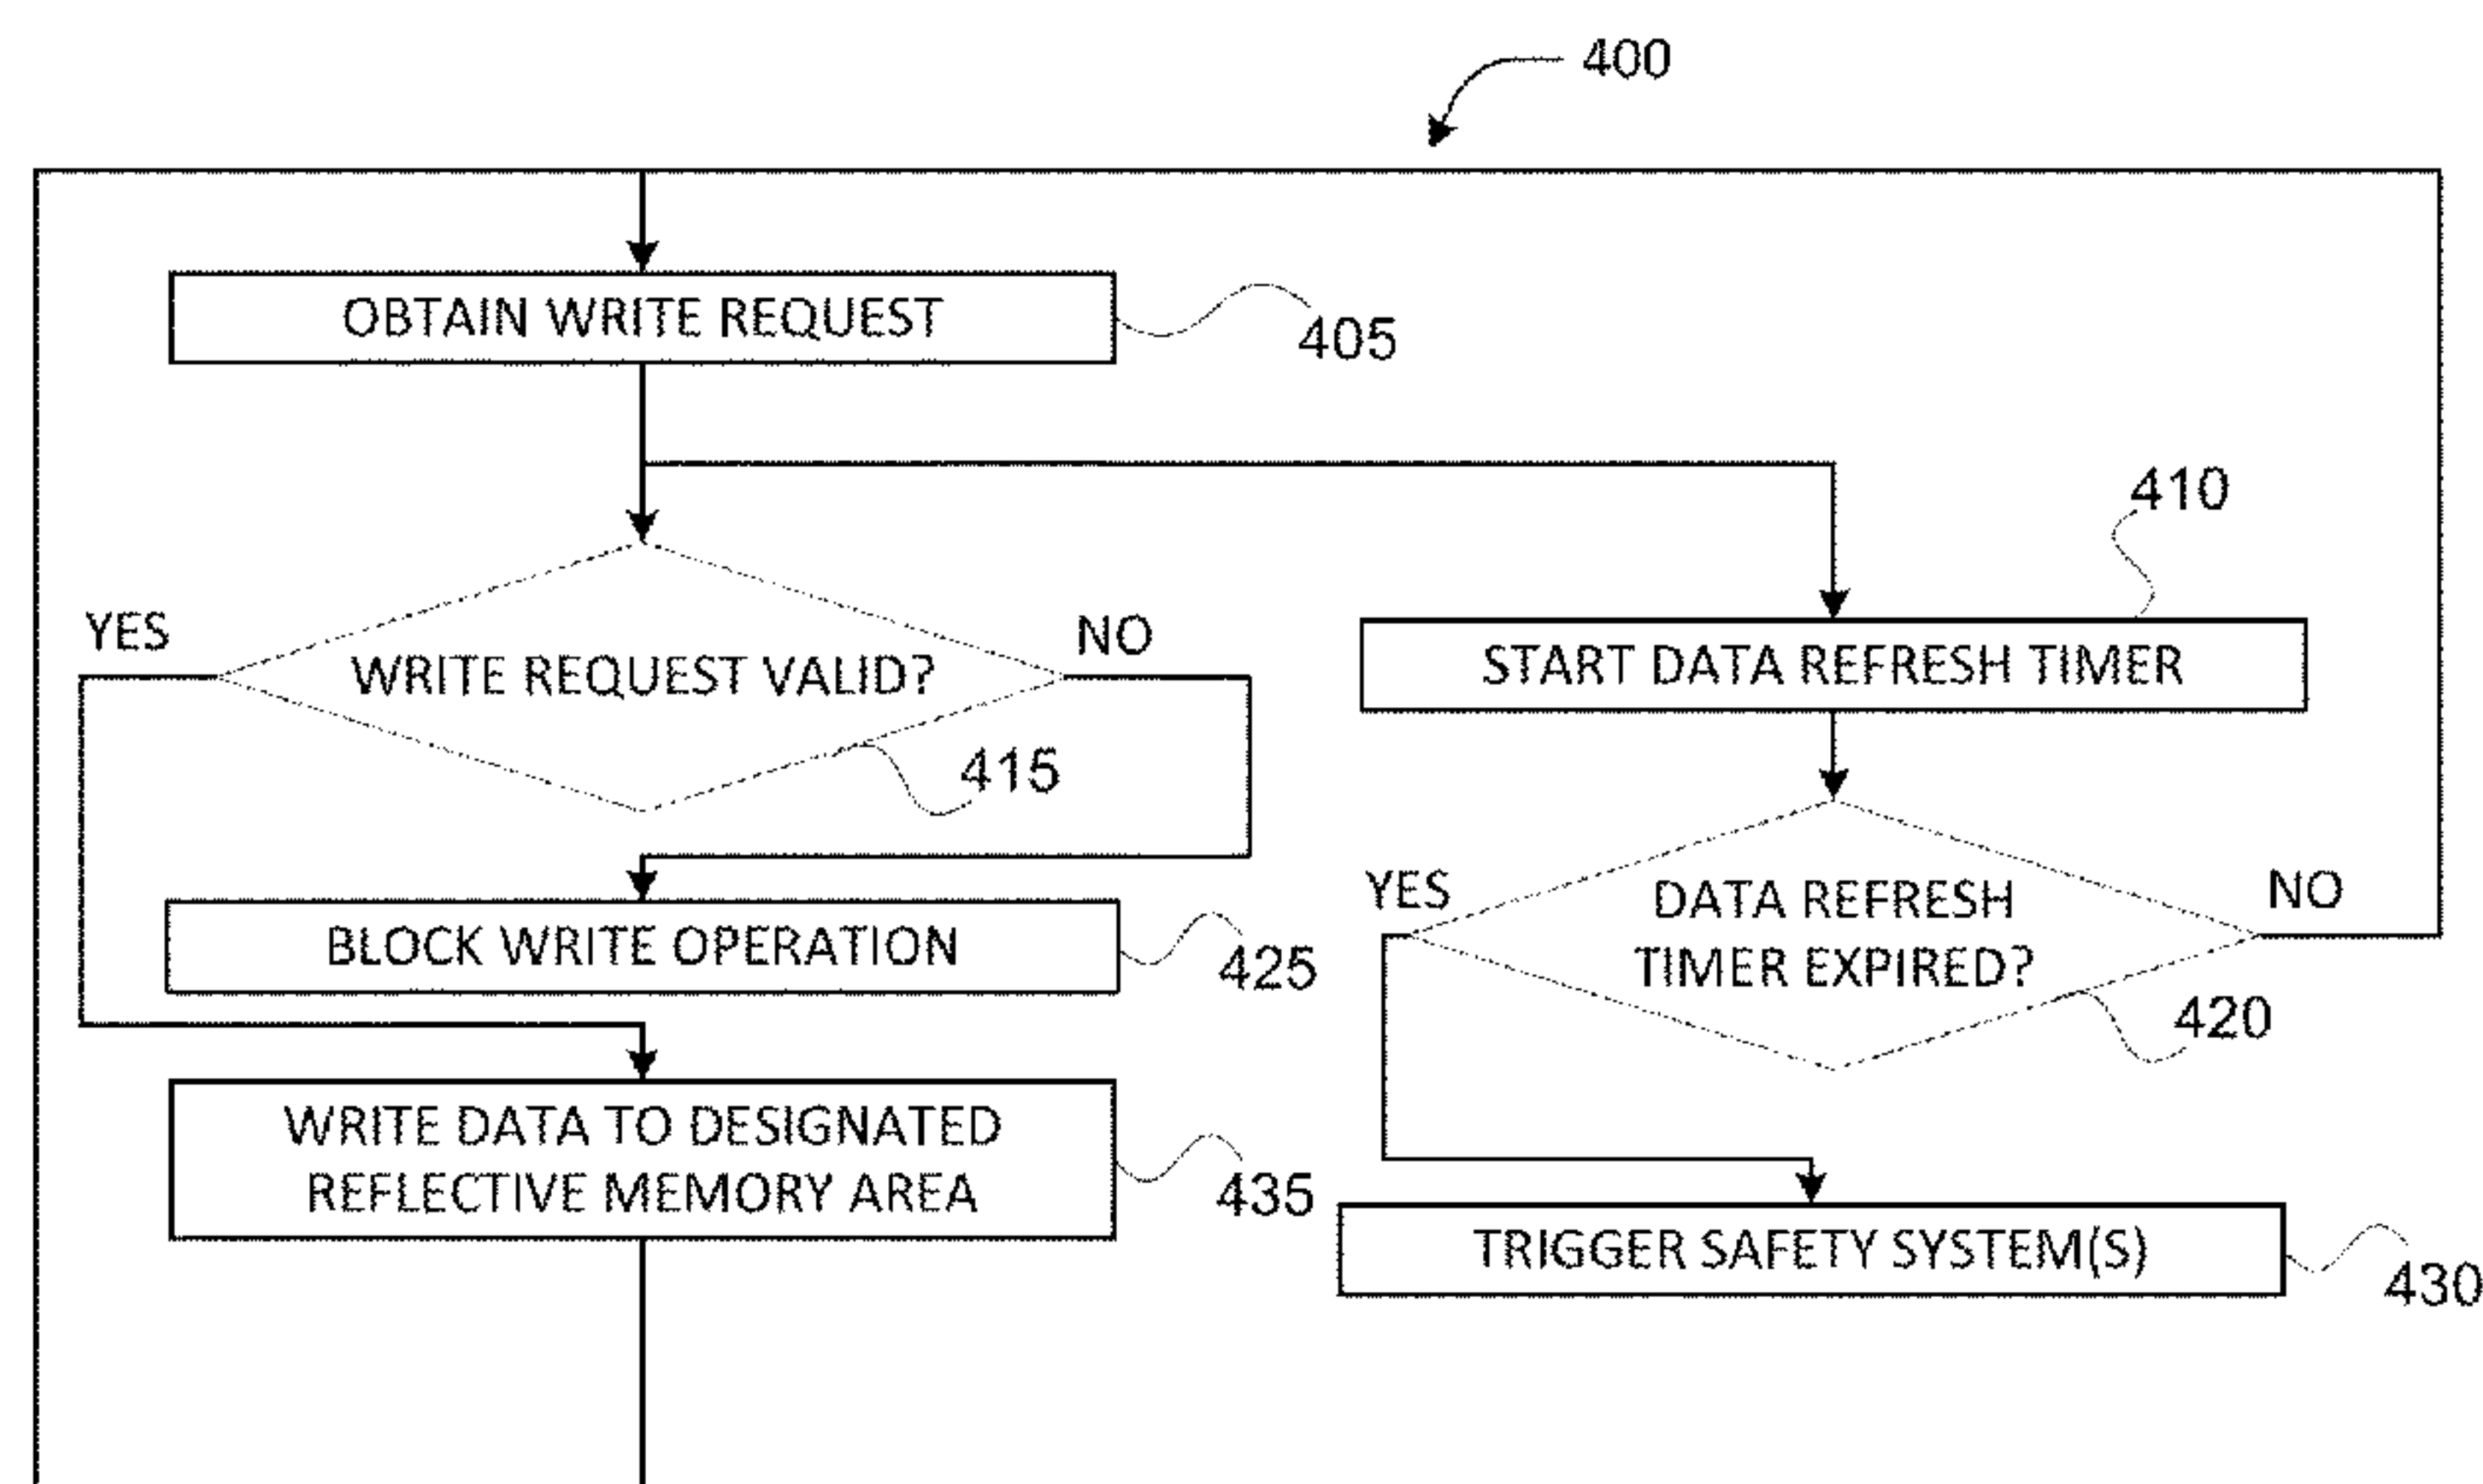 400
OBTAIN WRITE REQUEST
405
410
YES
WRITE REQUEST VALID?
NO
START DATA REFRESH TIMER
415
YES
DATA REFRESH
TIMER EXPIRED?
NO
BLOCK WRITE OPERATION
425
420
WRITE DATA TO DESIGNATED
REFLECTIVE MEMORY AREA
435
TRIGGER SAFETY SYSTEM(S)
430